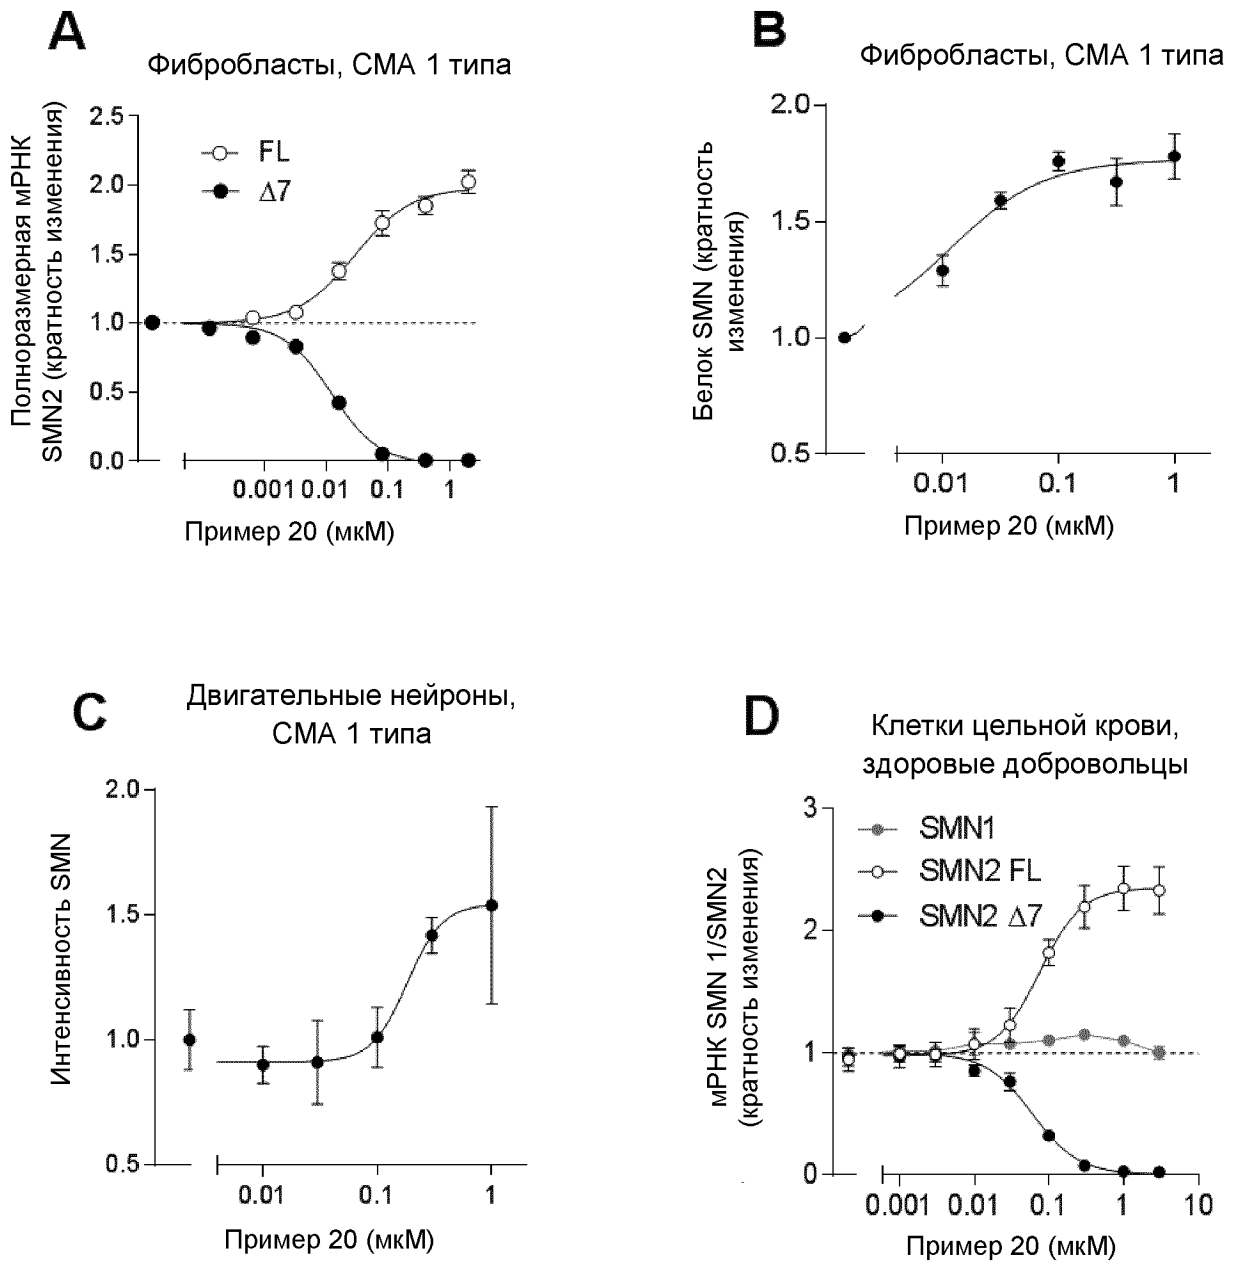 A
Фибробласты, СМА 1 типа
Полноразмерная мРНК
SMN2 (кратность изменения)
2.5
2.0
1.5
1.0
0.5
0.0
FL
Δ7
0.001 0.01 0.1 1
Пример 20 (мкМ)
B
Фибробласты, СМА 1 типа
Белок SMN (кратность
изменения)
2.0
1.5
1.0
0.5
0.01 0.1 1
Пример 20 (мкМ)
C
Двигательные нейроны,
СМА 1 типа
Интенсивность SMN
2.0
1.5
1.0
0.5
0.01 0.1 1
Пример 20 (мкМ)
D
Клетки цельной крови,
здоровые добровольцы
мРНК SMN 1/SMN2
(кратность изменения)
3
2
1
0
SMN1
SMN2 FL
SMN2 Δ7
0.001 0.01 0.1 1 10
Пример 20 (мкМ)